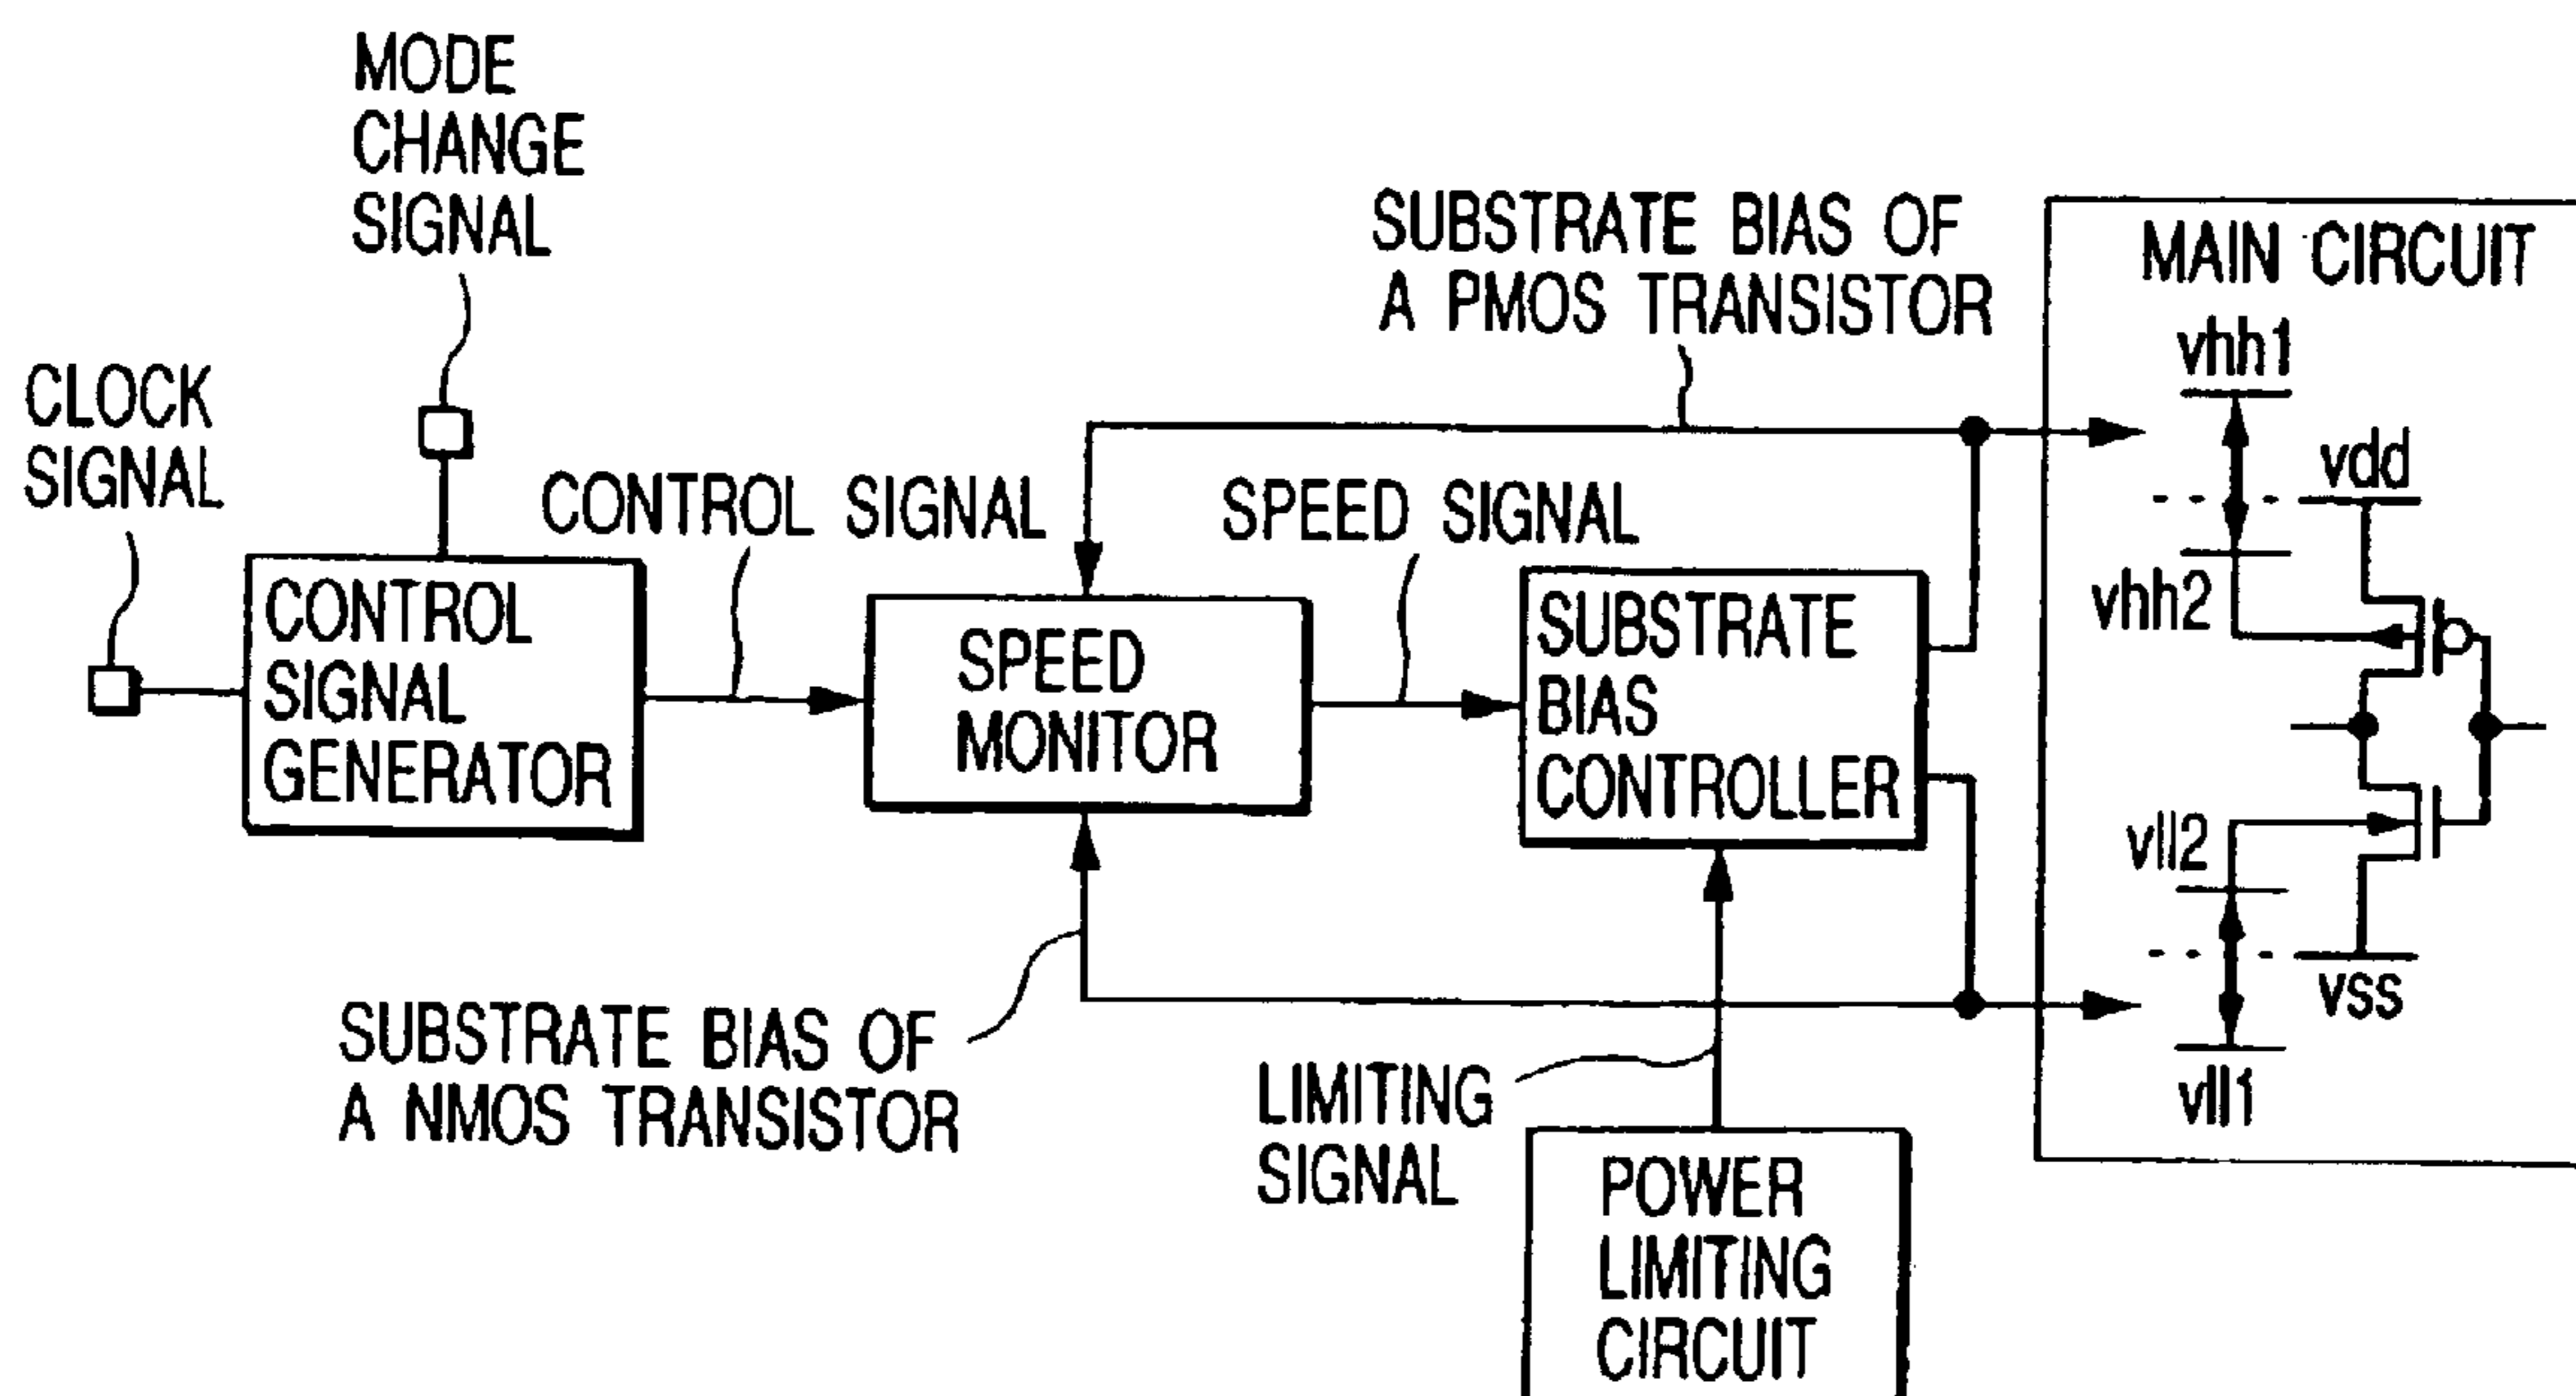 MODE
CHANGE
SIGNAL
CLOCK
SIGNAL
CONTROL SIGNAL
CONTROL
SIGNAL
GENERATOR
SPEED
MONITOR
SPEED SIGNAL
SUBSTRATE
BIAS
CONTROLLER
SUBSTRATE BIAS OF
A PMOS TRANSISTOR
SUBSTRATE BIAS OF
A NMOS TRANSISTOR
LIMITING
SIGNAL
POWER
LIMITING
CIRCUIT
MAIN CIRCUIT
vhh1
vdd
vhh2
vll2
vss
vll1